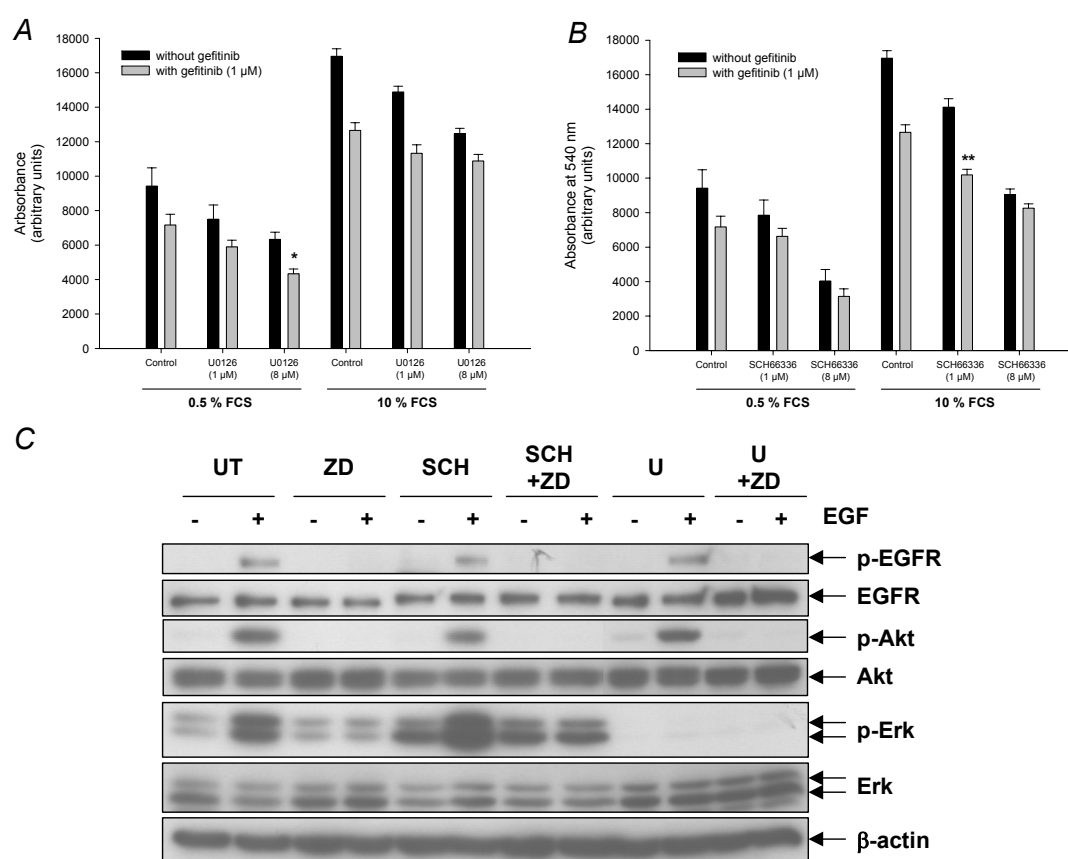 A
Arbsorbance
(arbitrary units)
18000
16000
14000
12000
10000
8000
6000
4000
2000
0
without gefitinib
with gefitinib (1 µM)
*
Control
U0126
(1 µM)
U0126
(8 µM)
Control
U0126
(1 µM)
U0126
(8 µM)
0.5 % FCS
10 % FCS
B
Absorbance at 540 nm
(arbitrary units)
18000
16000
14000
12000
10000
8000
6000
4000
2000
0
without gefitinib
with gefitinib (1 µM)
**
Control
SCH66336
(1 µM)
SCH66336
(8 µM)
Control
SCH66336
(1 µM)
SCH66336
(8 µM)
0.5 % FCS
10 % FCS
C
UT ZD SCH SCH +ZD U U +ZD
- + - + - + - + - + - + EGF
p-EGFR
EGFR
p-Akt
Akt
p-Erk
Erk
β-actin